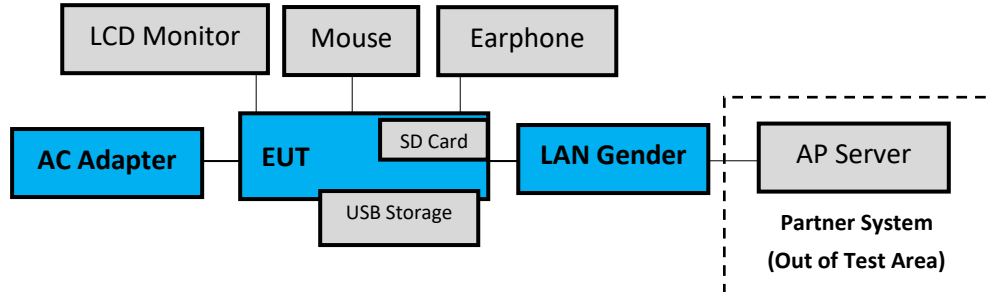 LCD Monitor
Mouse
Earphone
AC Adapter
EUT
SD Card
LAN Gender
AP Server
USB Storage
Partner System
(Out of Test Area)